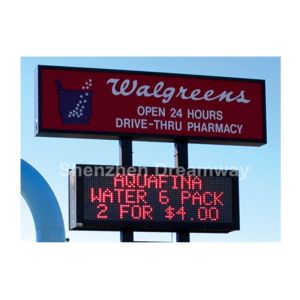 Walgreens
OPEN 24 HOURS
DRIVE-THRU PHARMACY
Shenzhen Dreamway
AQUAFINA
WATER 6 PACK
2 FOR $4.00